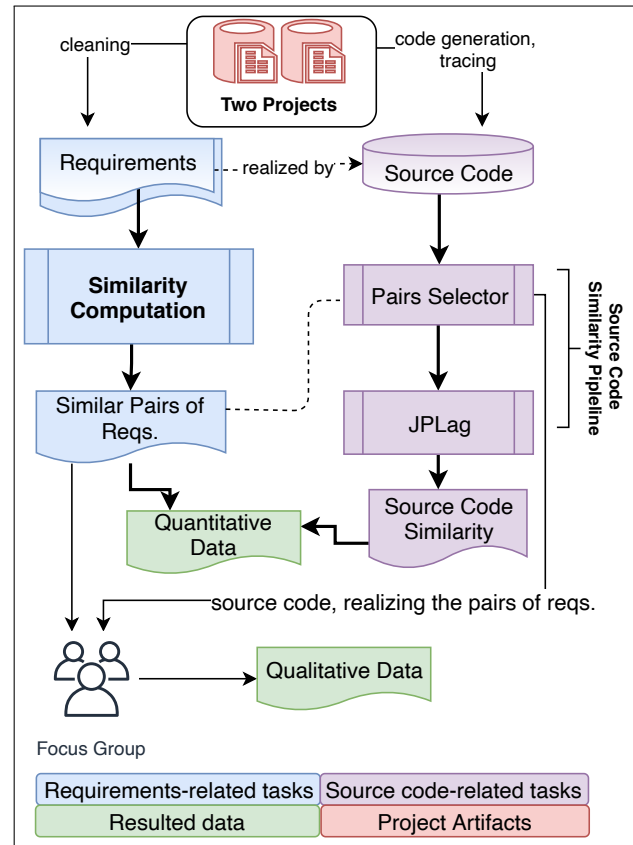 cleaning
code generation,
tracing
Two Projects
Requirements
realized by
Source Code
Similarity
Computation
Pairs Selector
Source Code
Similarity Pipleline
Similar Pairs of
Reqs.
JPLag
Quantitative
Data
Source Code
Similarity
source code, realizing the pairs of reqs.
Qualitative Data
Focus Group
Requirements-related tasks
Source code-related tasks
Resulted data
Project Artifacts